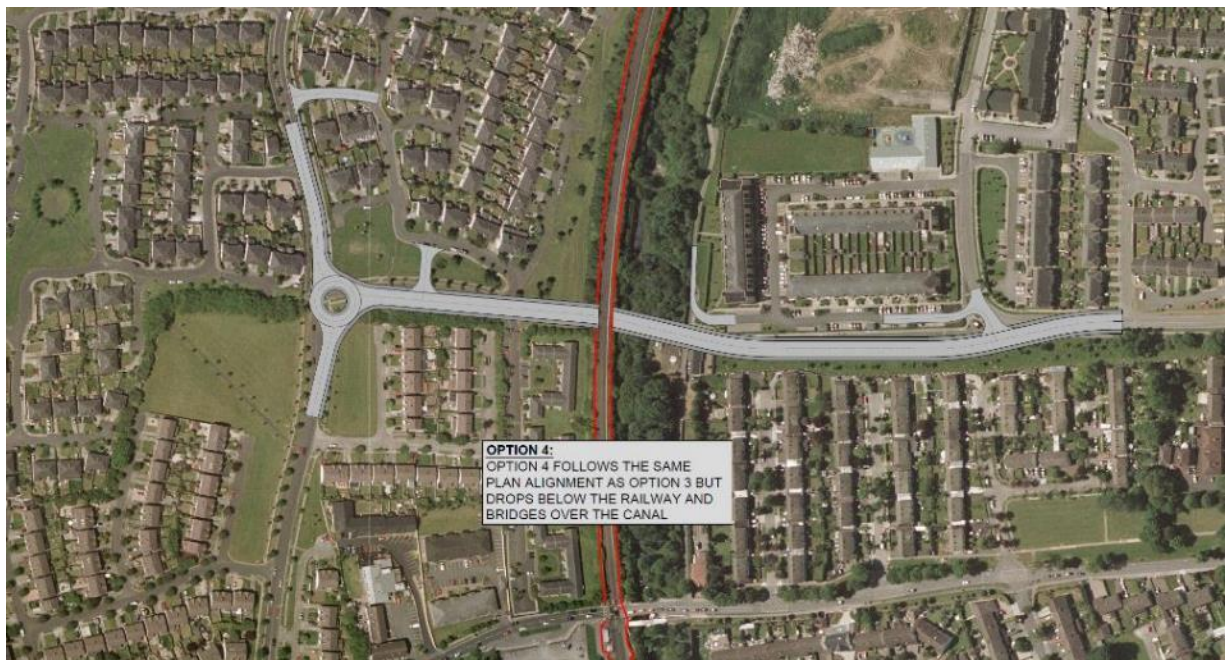 OPTION 4:
OPTION 4 FOLLOWS THE SAME
PLAN ALIGNMENT AS OPTION 3 BUT
DROPS BELOW THE RAILWAY AND
BRIDGES OVER THE CANAL